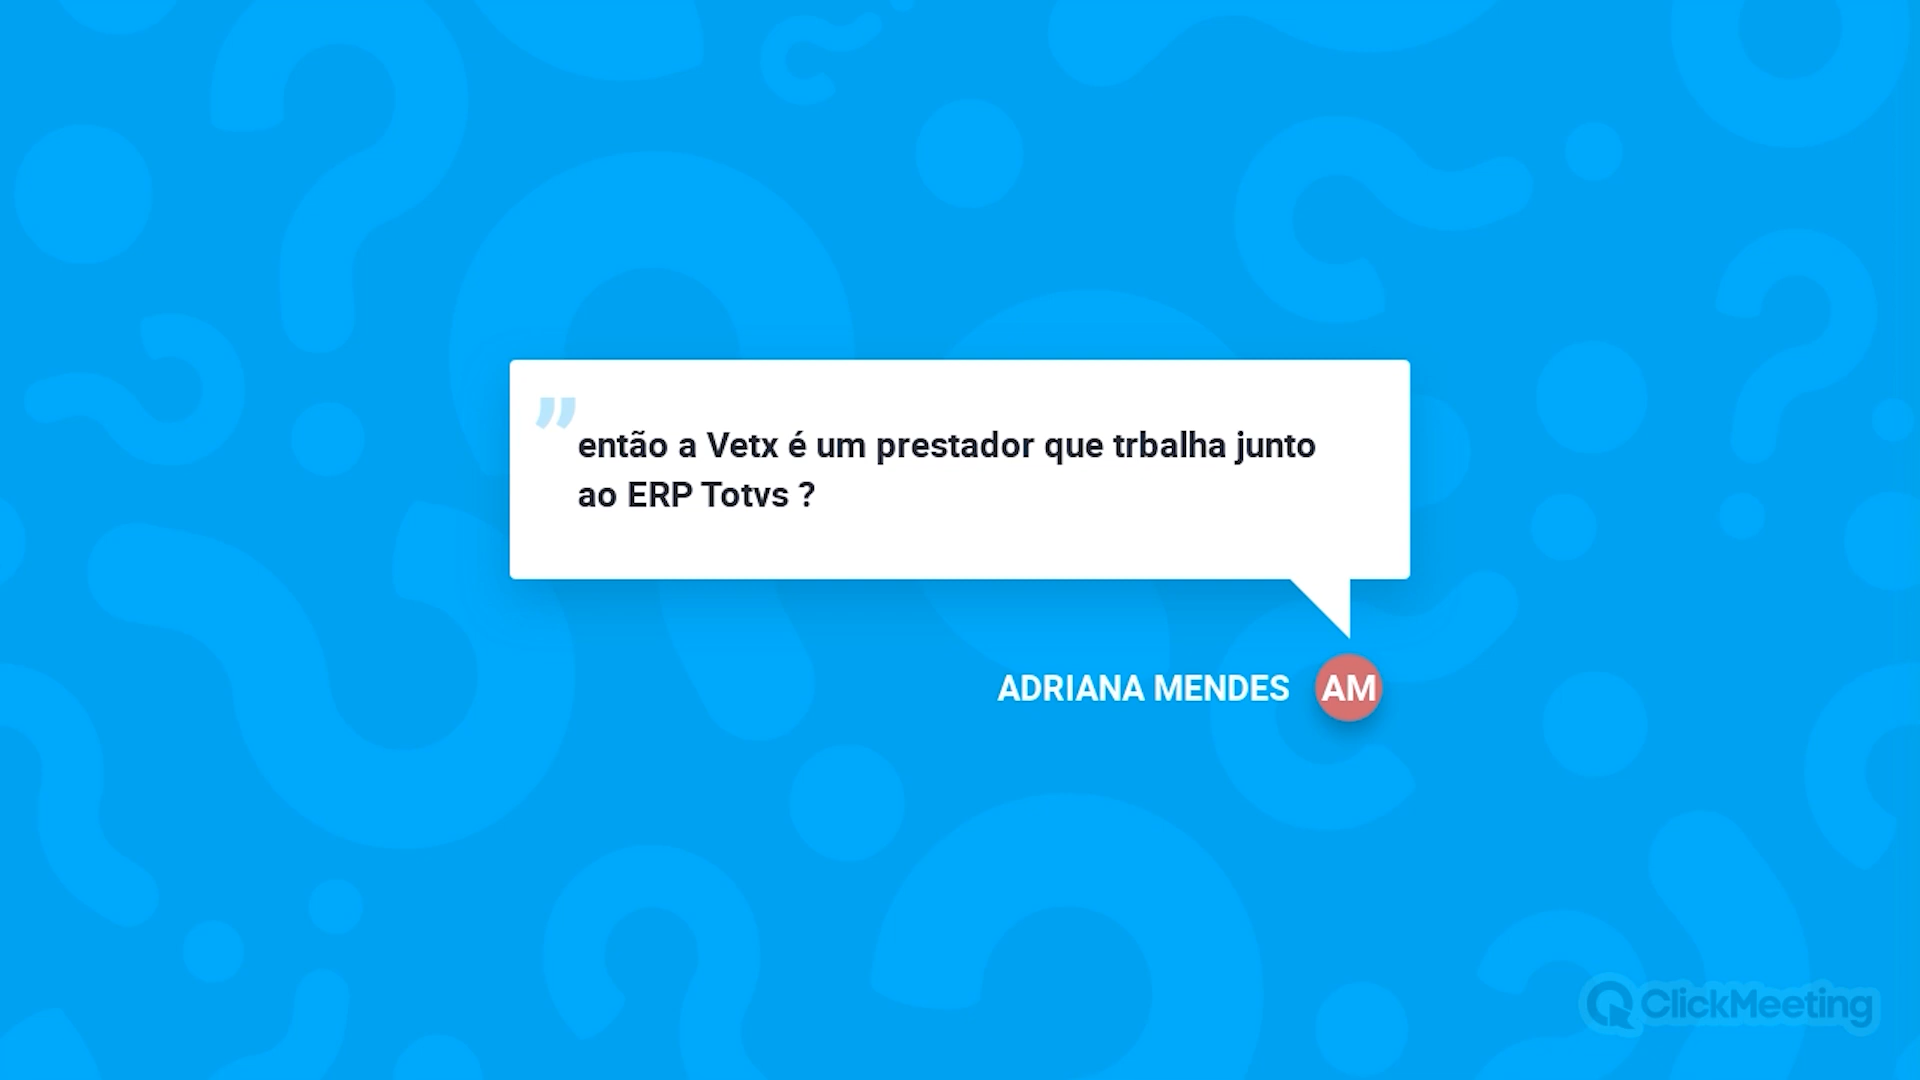 ” então a Vetx é um prestador que trbalha junto
ao ERP Totvs ?
ADRIANA MENDES AM
ClickMeeting